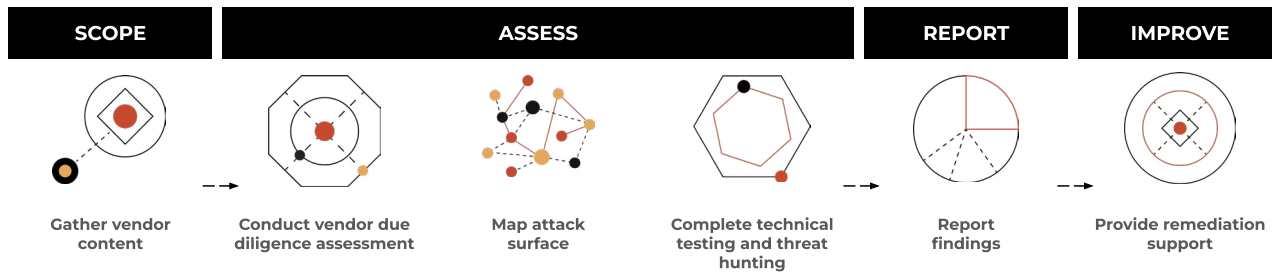 SCOPE
ASSESS
REPORT
IMPROVE
Gather vendor
content
Conduct vendor due
diligence assessment
Map attack
surface
Complete technical
testing and threat
hunting
Report
findings
Provide remediation
support